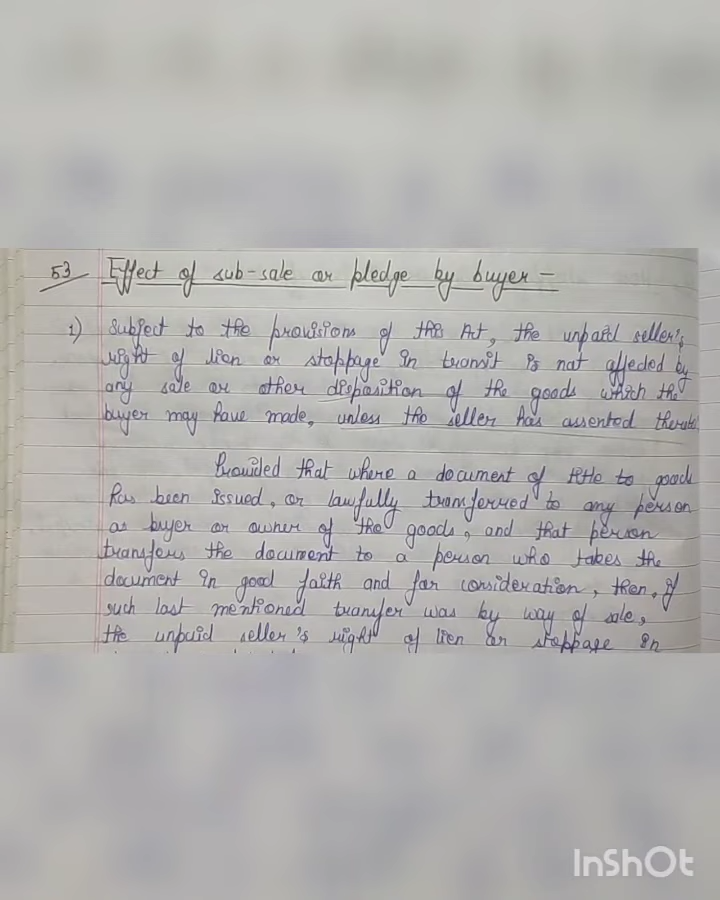 53 Effect of sub-sale or pledge by buyer -
1) Subject to the provisions of this Act, the unpaid seller's
right of lien or stoppage in transit is not affected by
any sale or other disposition of the goods which the
buyer may have made, unless the seller has assented thereto
Provided that where a document of title to goods
has been issued, or lawfully transferred to any person
as buyer or owner of the goods, and that person
transfers the document to a person who takes the
document in good faith and for consideration, then, if
such last mentioned transfer was by way of sale,
the unpaid seller's right of lien or stoppage in
InShOt